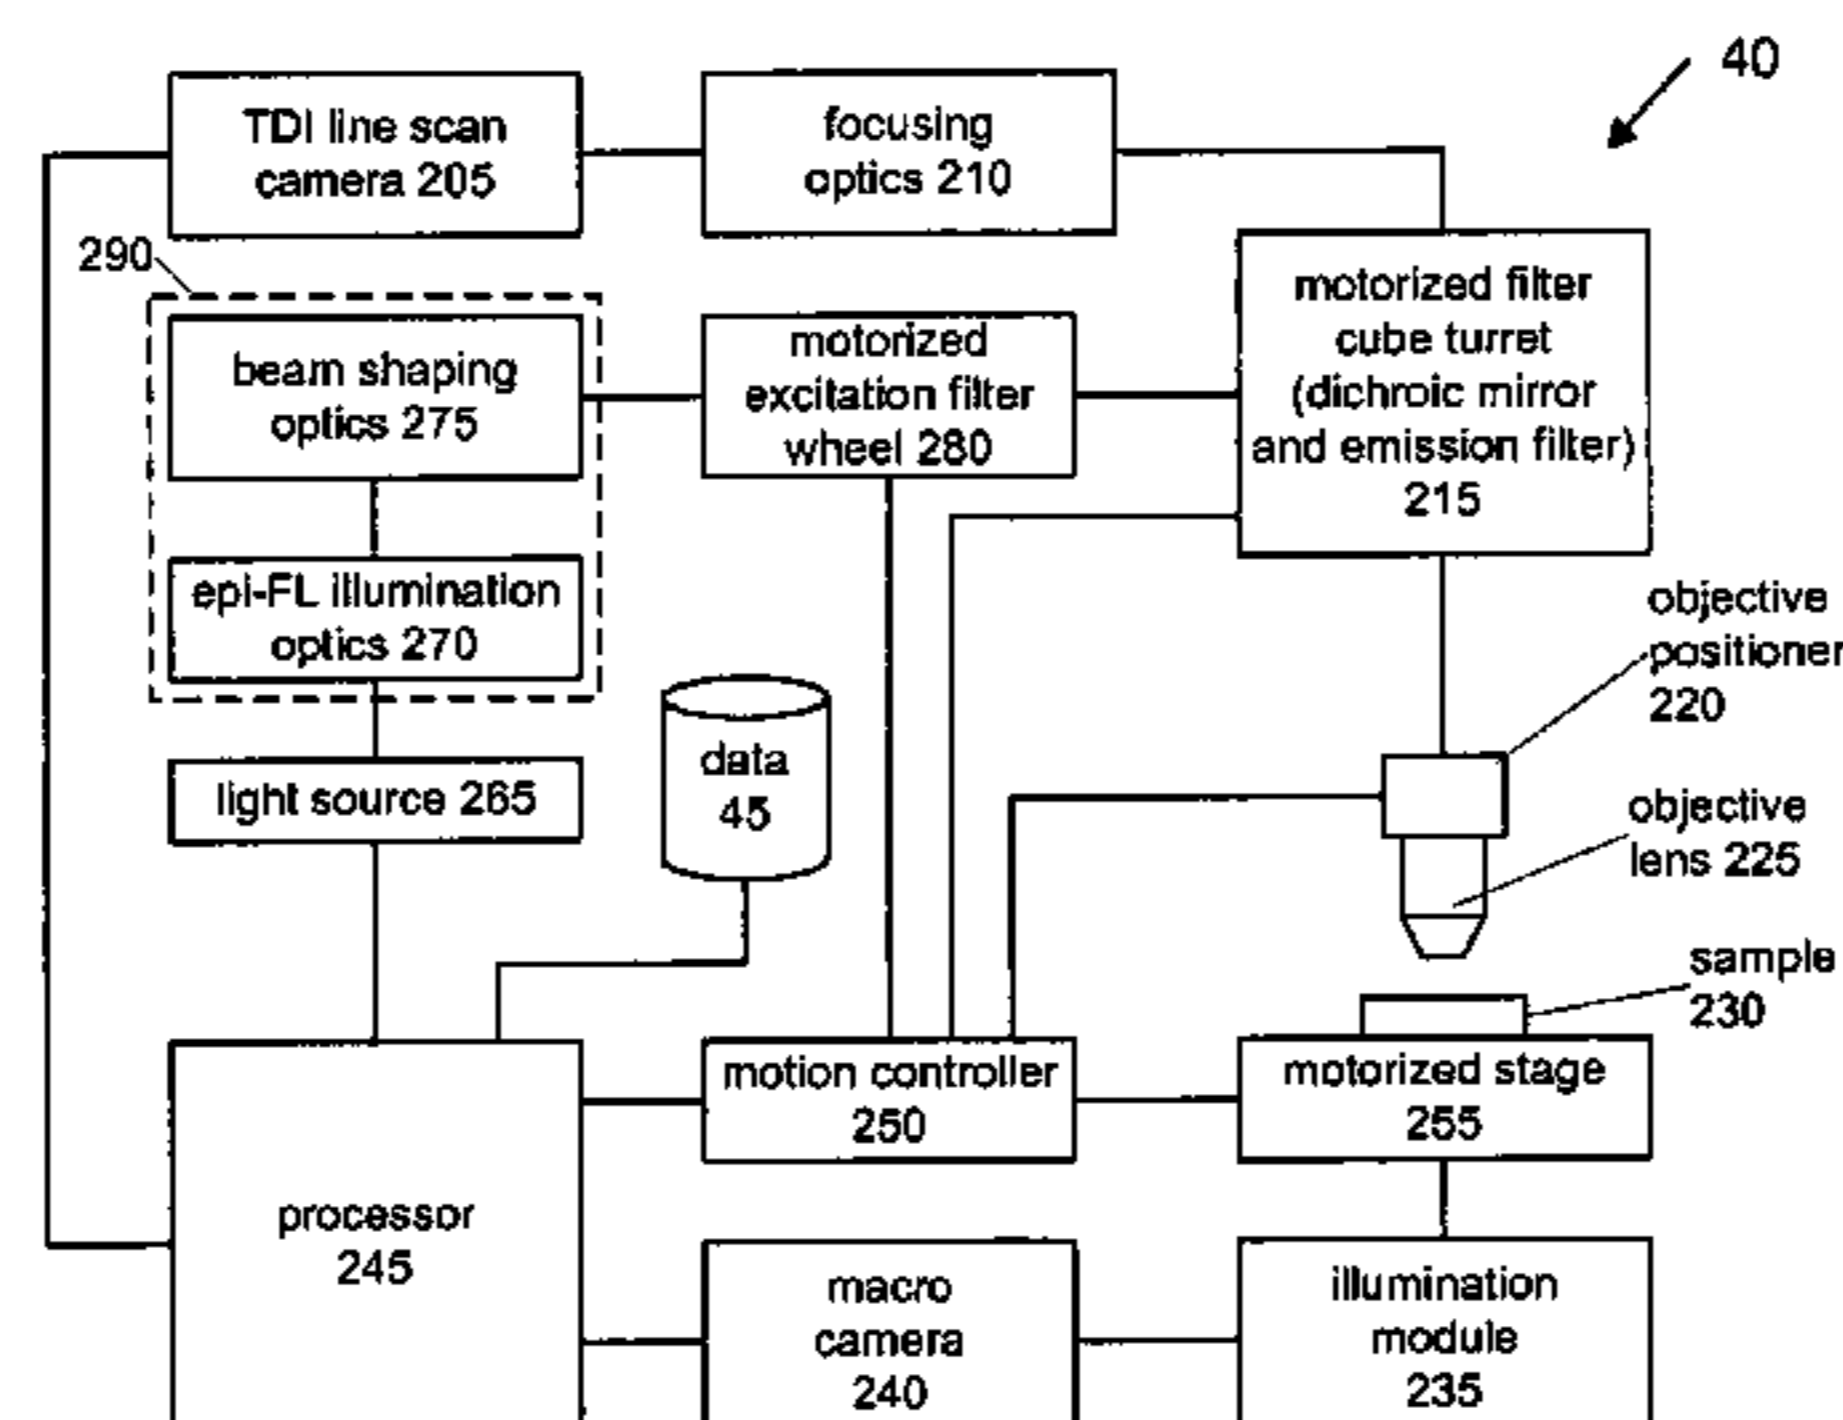 40
TDI line scan
camera 205
focusing
optics 210
290
motorized filter
cube turret
(dichroic mirror
and emission filter)
215
beam shaping
optics 275
motorized
excitation filter
wheel 280
epi-FL illumination
optics 270
objective
positioner
220
light source 265
data
45
objective
lens 225
sample
230
motion controller
250
motorized stage
255
processor
245
macro
camera
240
illumination
module
235